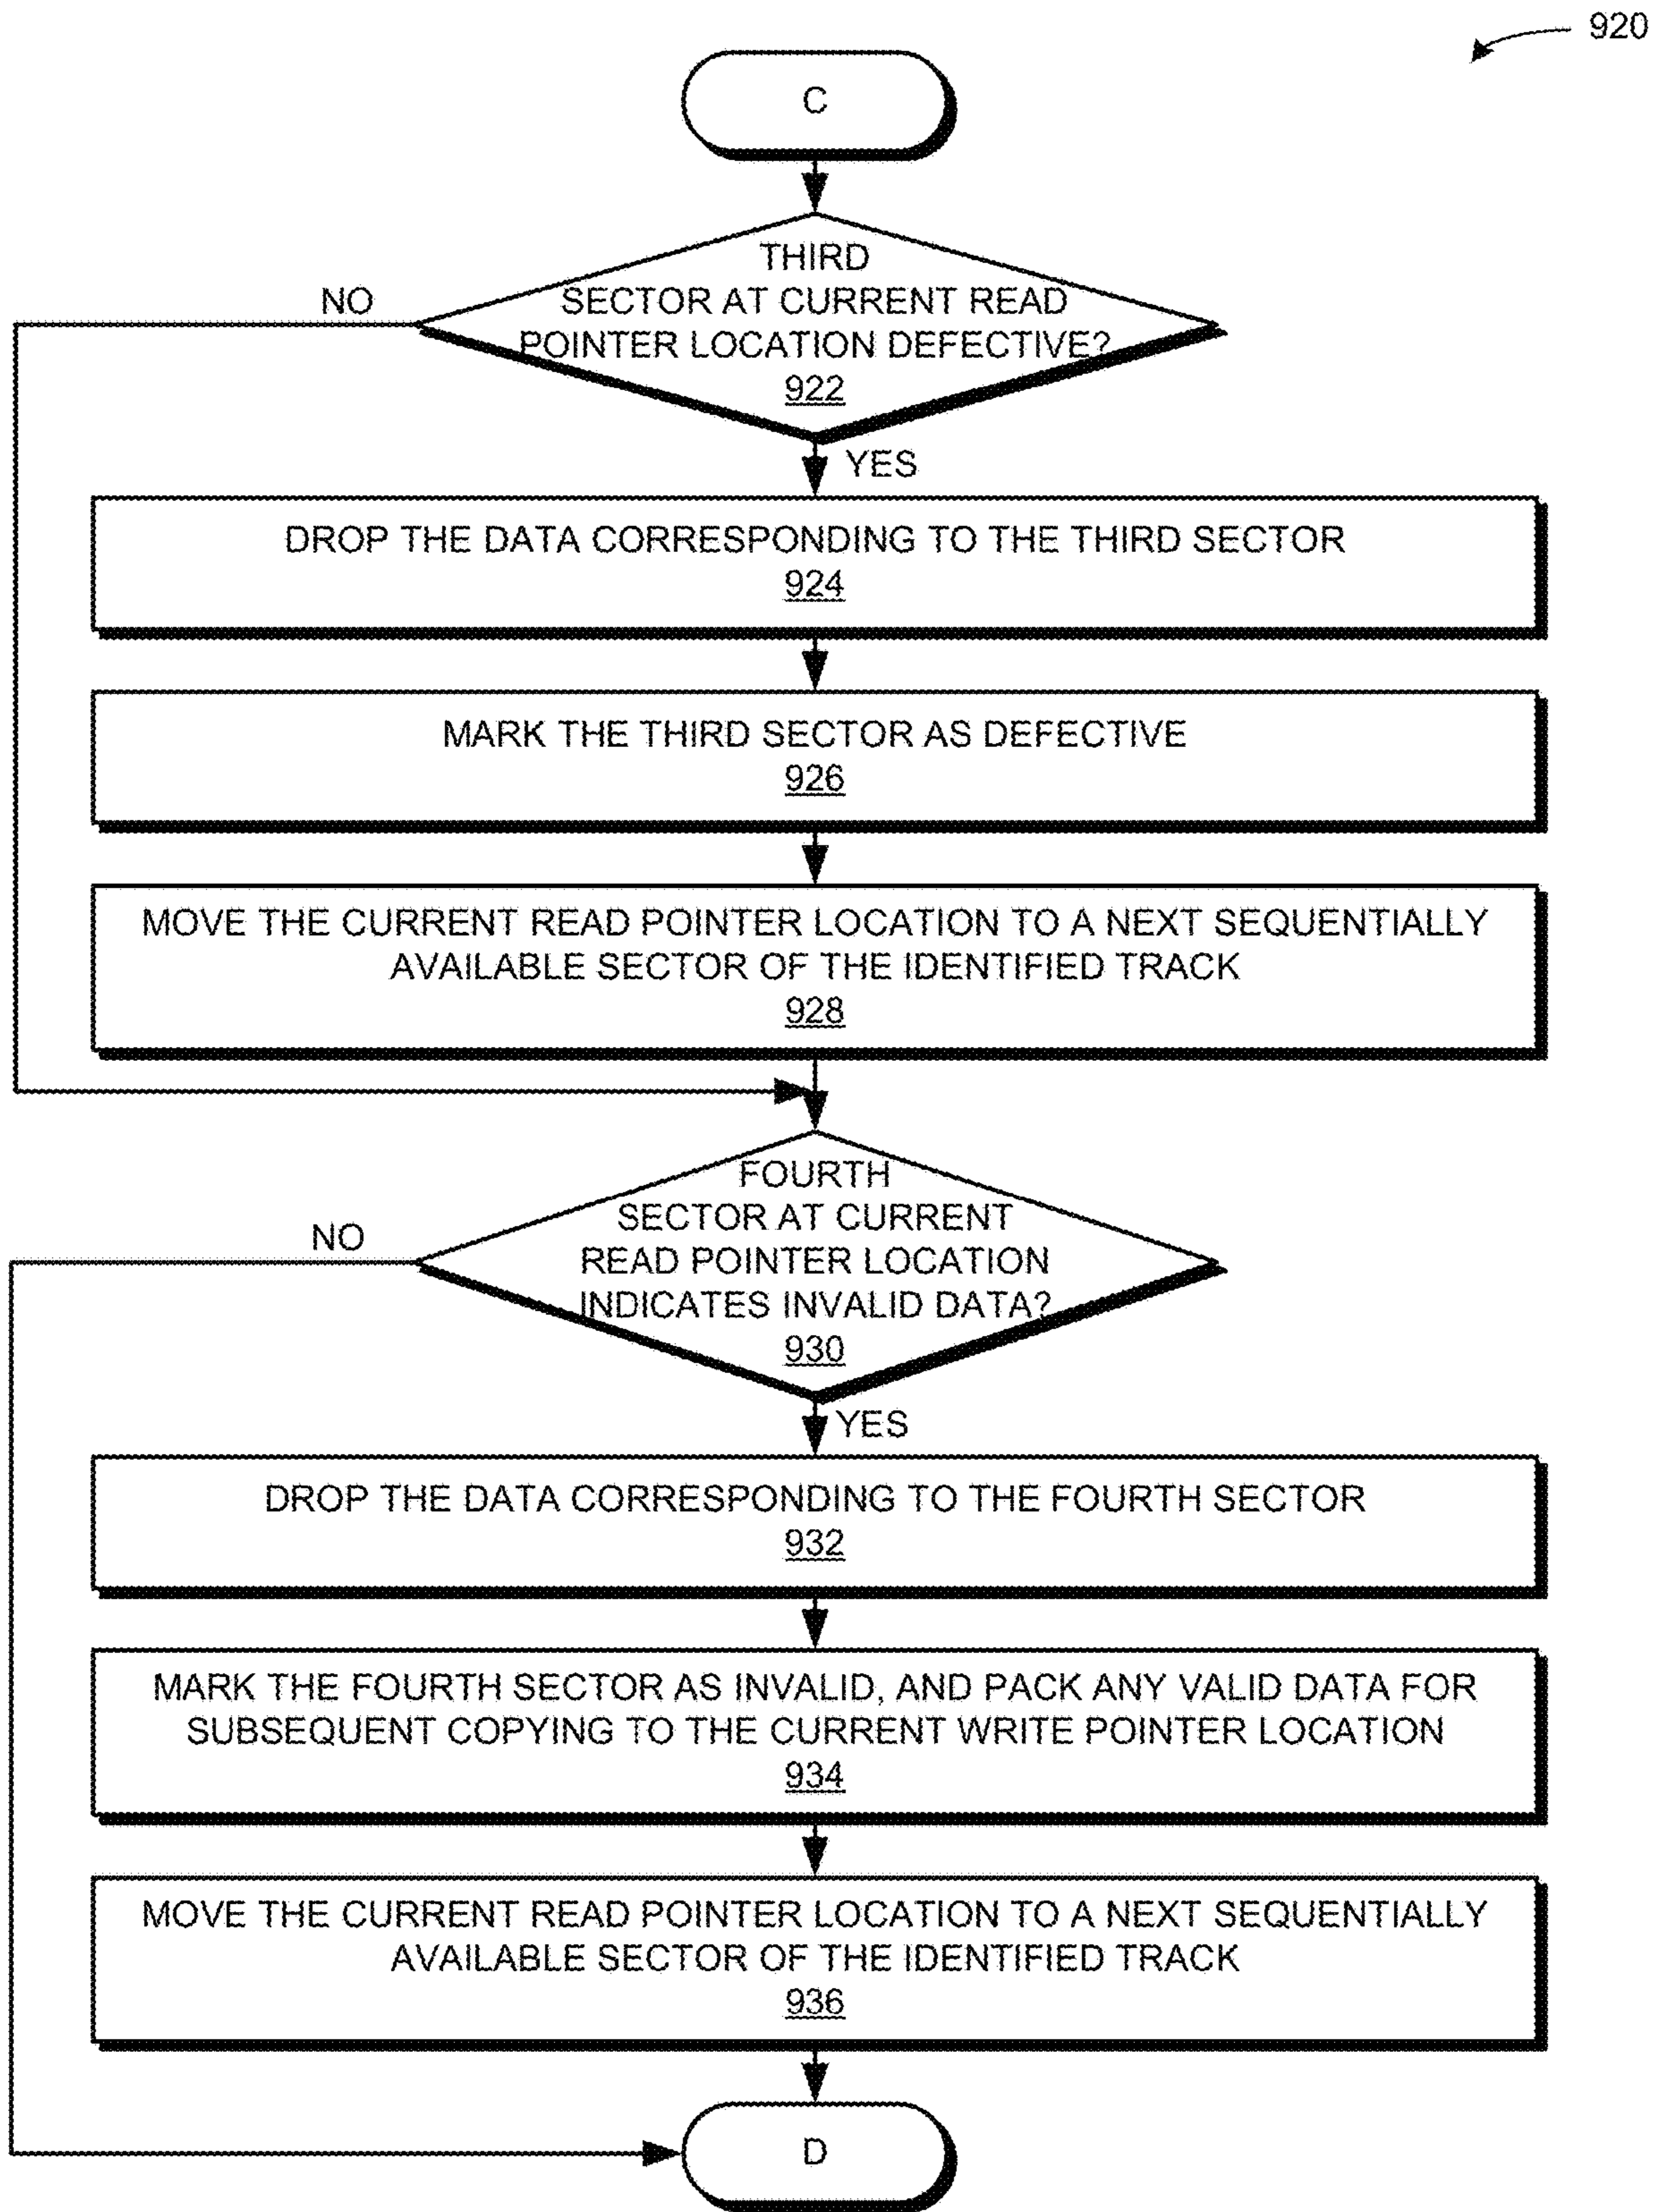 920
C
THIRD
SECTOR AT CURRENT READ
POINTER LOCATION DEFECTIVE?
922
NO
YES
DROP THE DATA CORRESPONDING TO THE THIRD SECTOR
924
MARK THE THIRD SECTOR AS DEFECTIVE
926
MOVE THE CURRENT READ POINTER LOCATION TO A NEXT SEQUENTIALLY
AVAILABLE SECTOR OF THE IDENTIFIED TRACK
928
FOURTH
SECTOR AT CURRENT
READ POINTER LOCATION
INDICATES INVALID DATA?
930
NO
YES
DROP THE DATA CORRESPONDING TO THE FOURTH SECTOR
932
MARK THE FOURTH SECTOR AS INVALID, AND PACK ANY VALID DATA FOR
SUBSEQUENT COPYING TO THE CURRENT WRITE POINTER LOCATION
934
MOVE THE CURRENT READ POINTER LOCATION TO A NEXT SEQUENTIALLY
AVAILABLE SECTOR OF THE IDENTIFIED TRACK
936
D